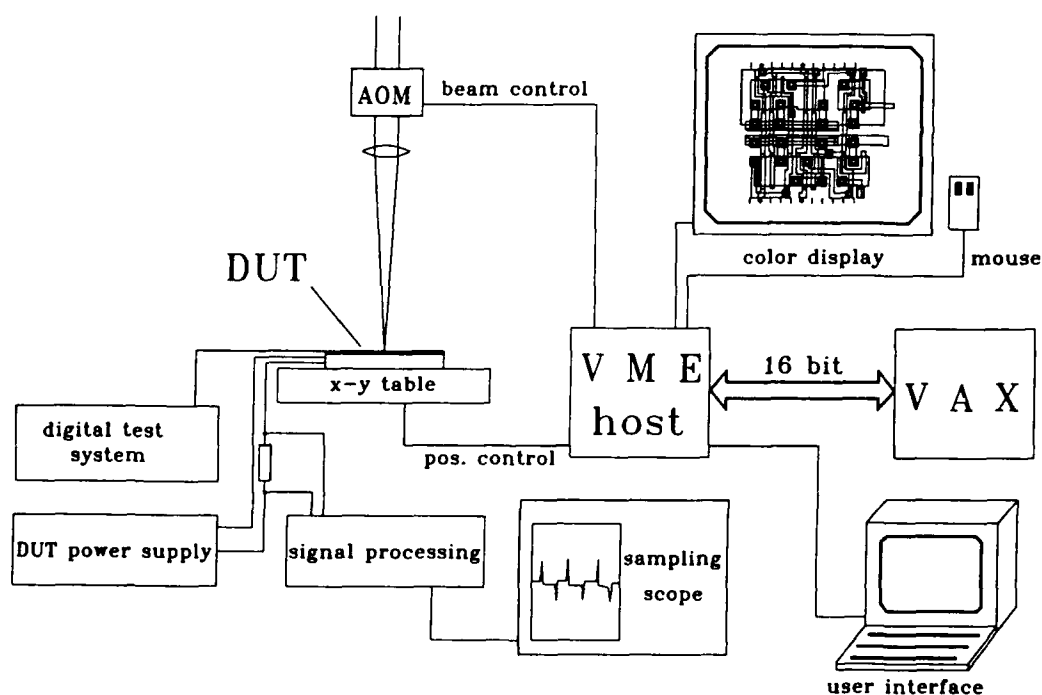 AOM
beam control
color display
mouse
DUT
x-y table
V M E
host
16 bit
V A X
digital test
system
pos. control
DUT power supply
signal processing
sampling
scope
user interface